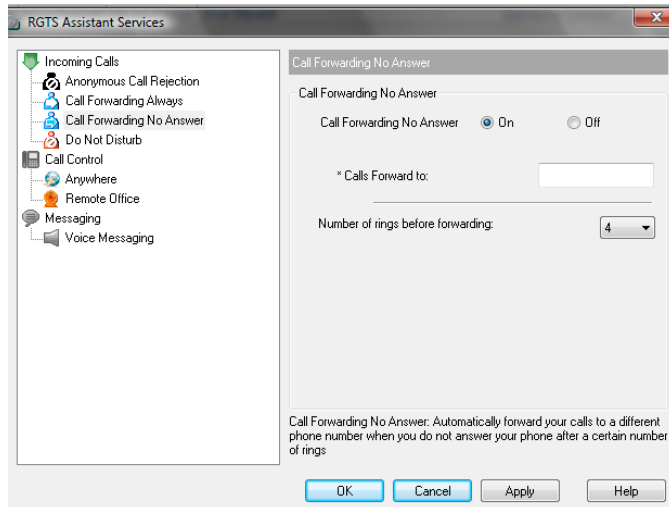 RGTS Assistant Services
Incoming Calls
Anonymous Call Rejection
Call Forwarding Always
Call Forwarding No Answer
Do Not Disturb
Call Control
Anywhere
Remote Office
Messaging
Voice Messaging
Call Forwarding No Answer
Call Forwarding No Answer
Call Forwarding No Answer On Off
* Calls Forward to:
Number of rings before forwarding: 4
Call Forwarding No Answer: Automatically forward your calls to a different
phone number when you do not answer your phone after a certain number
of rings
OK Cancel Apply Help